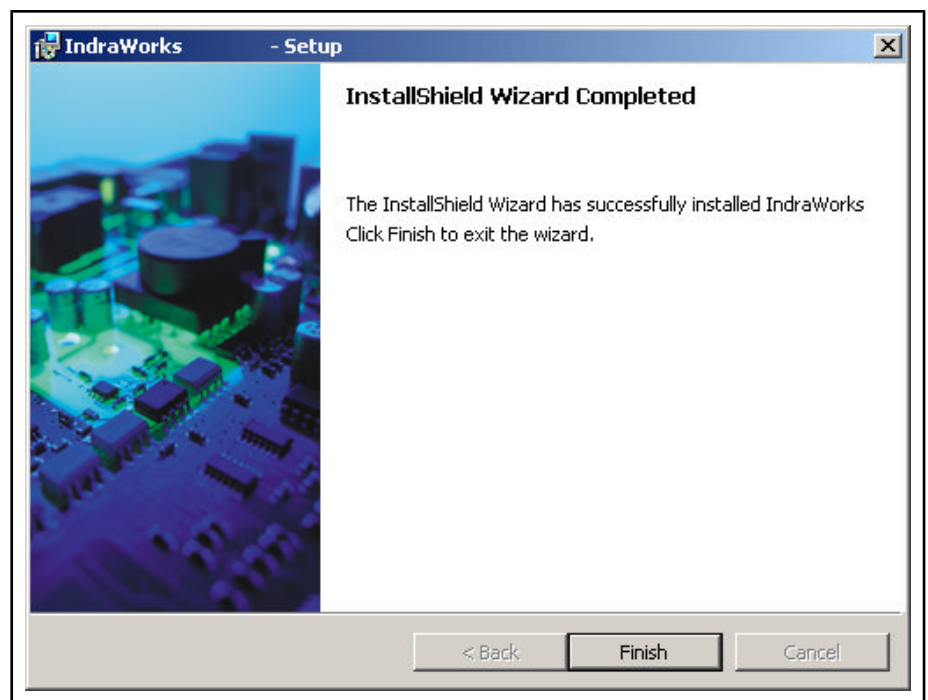 IndraWorks - Setup
InstallShield Wizard Completed
The InstallShield Wizard has successfully installed IndraWorks
Click Finish to exit the wizard.
< Back Finish Cancel